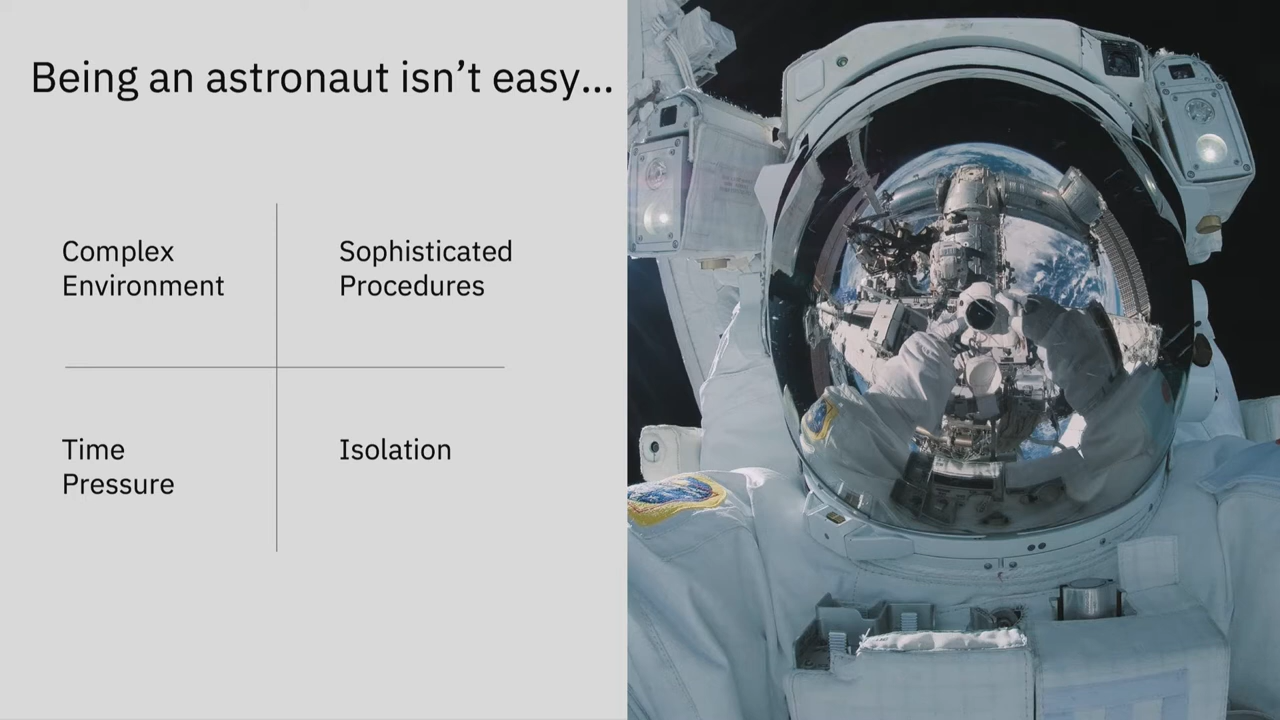 Being an astronaut isn’t easy...
Complex
Environment
Sophisticated
Procedures
Time
Pressure
Isolation